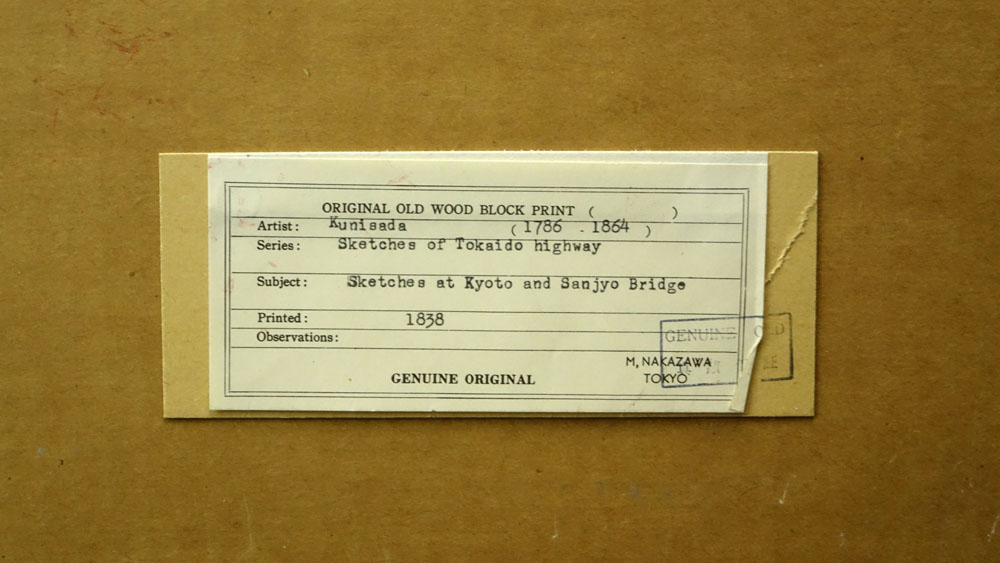 ORIGINAL OLD WOOD BLOCK PRINT (          )
Artist: Kunisada ( 1786 - 1864 )
Series: Sketches of Tokaido highway
Subject: Sketches at Kyoto and Sanjyo Bridge
Printed: 1838
Observations:
GENUINE OLD
M, NAKAZAWA
TOKYO
GENUINE ORIGINAL